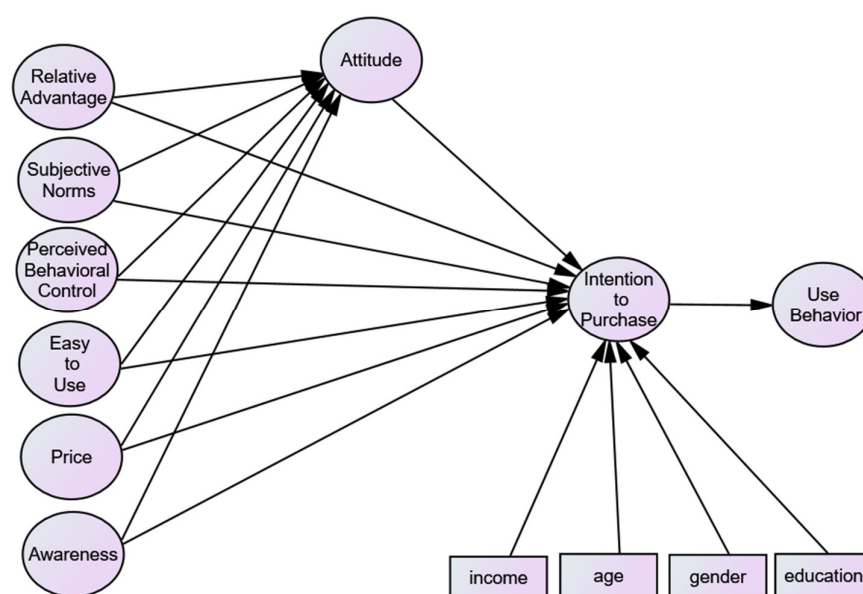 Attitude
Relative
Advantage
Subjective
Norms
Perceived
Behavioral
Control
Easy
to
Use
Price
Awareness
Intention
to
Purchase
Use
Behavior
income
age
gender
education